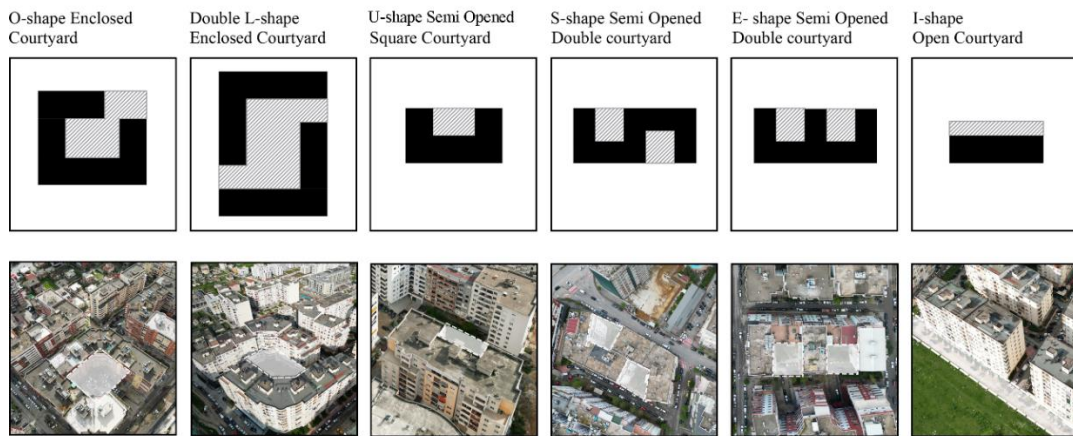 O-shape Enclosed
Courtyard
Double L-shape
Enclosed Courtyard
U-shape Semi Opened
Square Courtyard
S-shape Semi Opened
Double courtyard
E- shape Semi Opened
Double courtyard
I-shape
Open Courtyard